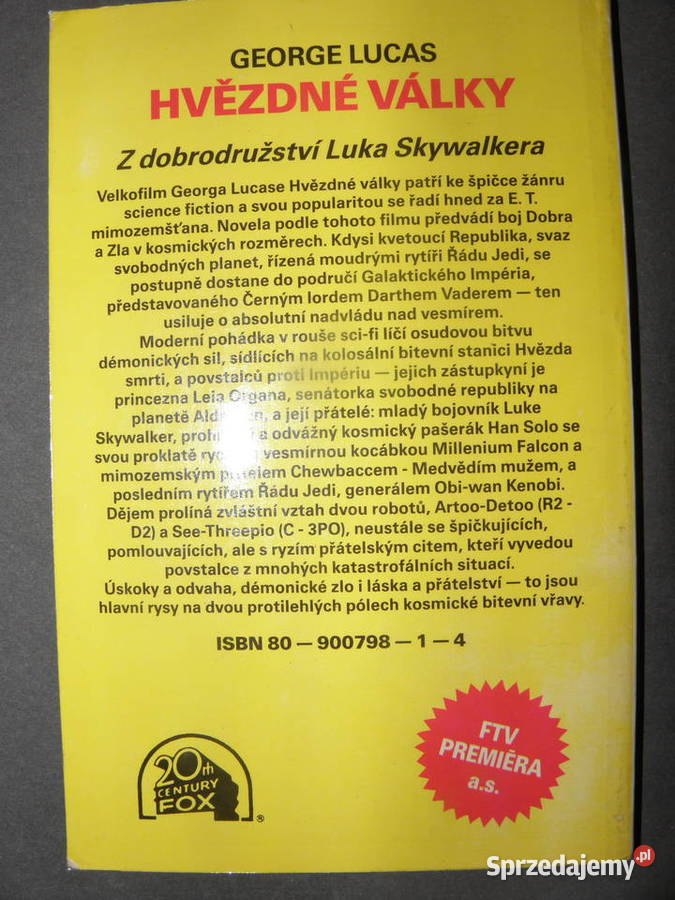 GEORGE LUCAS
HVĚZDNÉ VÁLKY
Z dobrodružství Luka Skywalkera
Velkofilm Georga Lucase Hvězdné války patří ke špičce žánru
science fiction a svou popularitou se řadí hned za E. T.
mimozemšťana. Novela podle tohoto filmu předvádí boj Dobra
a Zla v kosmických rozměrech. Kdysi kvetoucí Republika, svaz
svobodných planet, řízená moudrými rytíři Řádu Jedi, se
postupně dostane do područí Galaktického Impéria,
představovaného Černým lordem Darthem Vaderem — ten
usiluje o absolutní nadvládu nad vesmírem.
Moderní pohádka v rouše sci-fi líčí osudovou bitvu
démonických sil, sídlících na kolosální bitevní stanici Hvězda
smrti, a povstalců proti Impériu — jejich zástupkyní je
princezna Leia Organa, senátorka svobodné republiky na
planetě a její přátelé: mladý bojovník Luke
Skywalker, a odvážný kosmický pašerák Han Solo se
svou proklatě vesmírnou kocábkou Millenium Falcon a
mimozemským přítelem Chewbaccem - Medvědím mužem, a
posledním rytířem Řádu Jedi, generálem Obi-wan Kenobi.
Dějem prolíná zvláštní vztah dvou robotů, Artoo-Detoo (R2 -
D2) a See-Threepio (C - 3PO), neustále se špičkujících,
pomlouvajících, ale s ryzím přátelským citem, kteří vyvedou
povstalce z mnohých katastrofálních situací.
Úskoky a odvaha, démonické zlo i láska a přátelství — to jsou
hlavní rysy na dvou protilehlých pólech kosmické bitevní vřavy.
ISBN 80 — 900798 — 1 — 4
20th
CENTURY
FOX
®
FTV
PREMIÉRA
a.s.
Sprzedajemy.pl